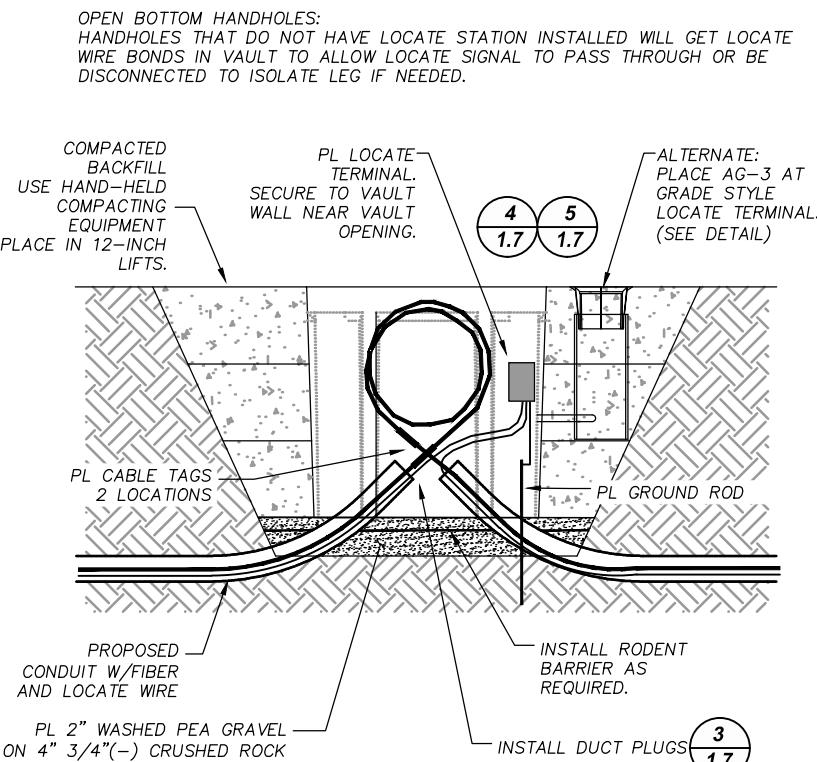 OPEN BOTTOM HANDHOLES:
HANDHOLES THAT DO NOT HAVE LOCATE STATION INSTALLED WILL GET LOCATE
WIRE BONDS IN VAULT TO ALLOW LOCATE SIGNAL TO PASS THROUGH OR BE
DISCONNECTED TO ISOLATE LEG IF NEEDED.
COMPACTED
BACKFILL
USE HAND-HELD
COMPACTING
EQUIPMENT
PLACE IN 12-INCH
LIFTS.
PL LOCATE
TERMINAL.
SECURE TO VAULT
WALL NEAR VAULT
OPENING.
4
1.7
5
1.7
ALTERNATE:
PLACE AG-3 AT
GRADE STYLE
LOCATE TERMINAL.
(SEE DETAIL)
PL CABLE TAGS
2 LOCATIONS
PL GROUND ROD
PROPOSED
CONDUIT W/FIBER
AND LOCATE WIRE
INSTALL RODENT
BARRIER AS
REQUIRED.
PL 2" WASHED PEA GRAVEL
ON 4" 3/4"(-) CRUSHED ROCK
INSTALL DUCT PLUGS
3
1.7